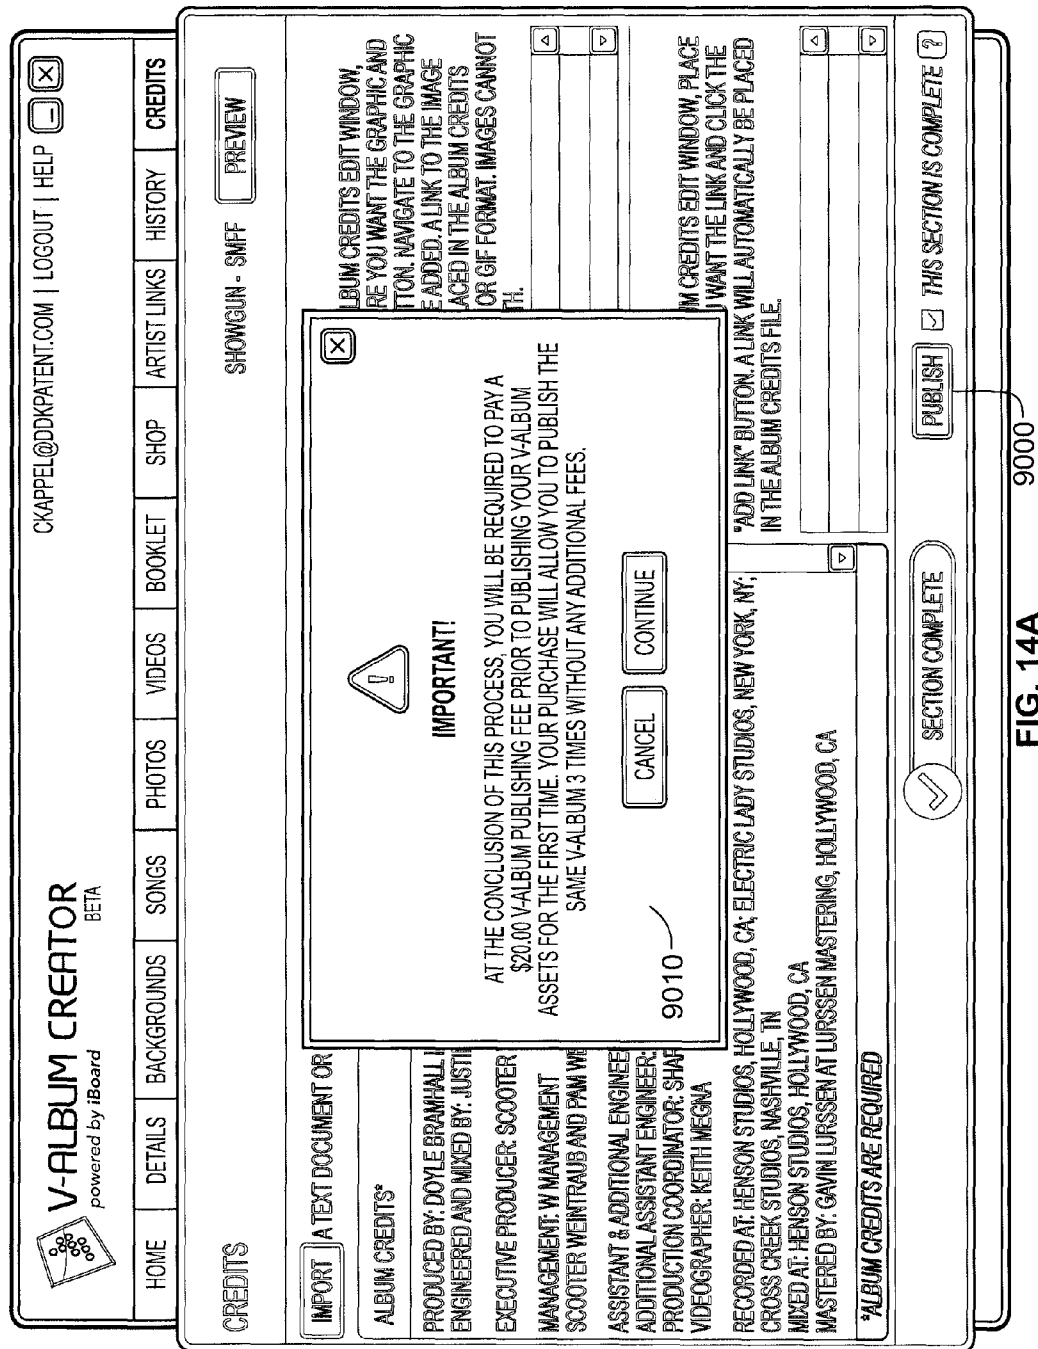 V-ALBUM CREATOR
powered by iBoard
BETA
CKAPPEL@DDKPATENT.COM | LOGOUT | HELP
HOME DETAILS BACKGROUNDS SONGS PHOTOS VIDEOS BOOKLET SHOP ARTIST LINKS HISTORY CREDITS
CREDITS
SHOWGUN - SMFF
PREVIEW
IMPORT A TEXT DOCUMENT OR
ALBUM CREDITS*
PRODUCED BY: DOYLE BRAMHALL
ENGINEERED AND MIXED BY:
EXECUTIVE PRODUCER: SCOOTER
MANAGEMENT: W MANAGEMENT
SCOOTER WEINTRAUB AND PAM
ASSISTANT & ADDITIONAL
ADDITIONAL ASSISTANT ENGINEER:
PRODUCTION COORDINATOR:
VIDEOGRAPHER: KEITH MEGNA
RECORDED AT: HENSON STUDIOS, HOLLYWOOD, CA; ELECTRIC LADY STUDIOS, NEW YORK, NY;
CROSS CREEK STUDIOS, NASHVILLE, TN
MIXED AT: HENSON STUDIOS, HOLLYWOOD, CA
MASTERED BY: GAVIN LURSSEN AT LURSSEN MASTERING, HOLLYWOOD, CA
*ALBUM CREDITS ARE REQUIRED
IMPORTANT!
AT THE CONCLUSION OF THIS PROCESS, YOU WILL BE REQUIRED TO PAY A
$20.00 V-ALBUM PUBLISHING FEE PRIOR TO PUBLISHING YOUR V-ALBUM
ASSETS FOR THE FIRST TIME. YOUR PURCHASE WILL ALLOW YOU TO PUBLISH THE
SAME V-ALBUM 3 TIMES WITHOUT ANY ADDITIONAL FEES.
CANCEL CONTINUE
9010
CREDITS EDIT WINDOW,
YOU WANT THE GRAPHIC AND
NAVIGATE TO THE GRAPHIC
ADDED. A LINK TO THE IMAGE
IN THE ALBUM CREDITS
OR GIF FORMAT. IMAGES CANNOT
CREDITS EDIT WINDOW, PLACE
WANT THE LINK AND CLICK THE
"ADD LINK" BUTTON. A LINK WILL AUTOMATICALLY BE PLACED
IN THE ALBUM CREDITS FILE.
SECTION COMPLETE
PUBLISH
THIS SECTION IS COMPLETE ?
9000
FIG. 14A